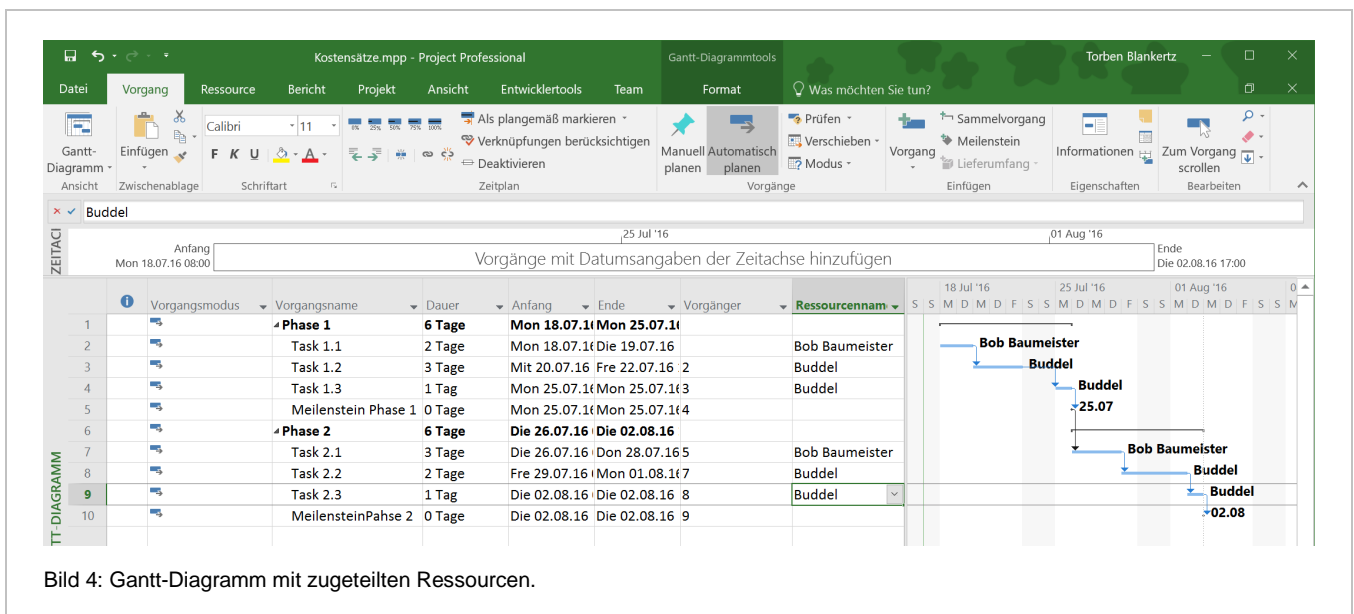 Kostensätze.mpp - Project Professional Gantt-Diagrammtools Torben Blankertz
Datei Vorgang Ressource Bericht Projekt Ansicht Entwicklertools Team Format Was möchten Sie tun?
Gantt-Diagramm Einfügen Calibri 11 F K U A
0% 25% 50% 75% 100%
Als plangemäß markieren
Verknüpfungen berücksichtigen
Deaktivieren
Manuell planen Automatisch planen
Prüfen
Verschieben
Modus
Vorgang
Sammelvorgang
Meilenstein
Lieferumfang
Informationen
Zum Vorgang scrollen
Ansicht Zwischenablage Schriftart Zeitplan Vorgänge Einfügen Eigenschaften Bearbeiten
Buddel
ZEITACI
25 Jul '16 01 Aug '16
Anfang
Mon 18.07.16 08:00
Vorgänge mit Datumsangaben der Zeitachse hinzufügen
Ende
Die 02.08.16 17:00
18 Jul '16 25 Jul '16 01 Aug '16 0
Vorgangsmodus Vorgangsname Dauer Anfang Ende Vorgänger Ressourcennam S S M D M D F S S M D M D F S S M D M D F S S M
1 Phase 1 6 Tage Mon 18.07.16 Mon 25.07.16
2 Task 1.1 2 Tage Mon 18.07.16 Die 19.07.16 Bob Baumeister Bob Baumeister
3 Task 1.2 3 Tage Mit 20.07.16 Fre 22.07.16 2 Buddel Buddel
4 Task 1.3 1 Tag Mon 25.07.16 Mon 25.07.16 3 Buddel Buddel
5 Meilenstein Phase 1 0 Tage Mon 25.07.16 Mon 25.07.16 4 25.07
6 Phase 2 6 Tage Die 26.07.16 Die 02.08.16
7 Task 2.1 3 Tage Die 26.07.16 Don 28.07.16 5 Bob Baumeister Bob Baumeister
8 Task 2.2 2 Tage Fre 29.07.16 Mon 01.08.16 7 Buddel Buddel
9 Task 2.3 1 Tag Die 02.08.16 Die 02.08.16 8 Buddel Buddel
10 MeilensteinPahse 2 0 Tage Die 02.08.16 Die 02.08.16 9 02.08
TT-DIAGRAMM
Bild 4: Gantt-Diagramm mit zugeteilten Ressourcen.